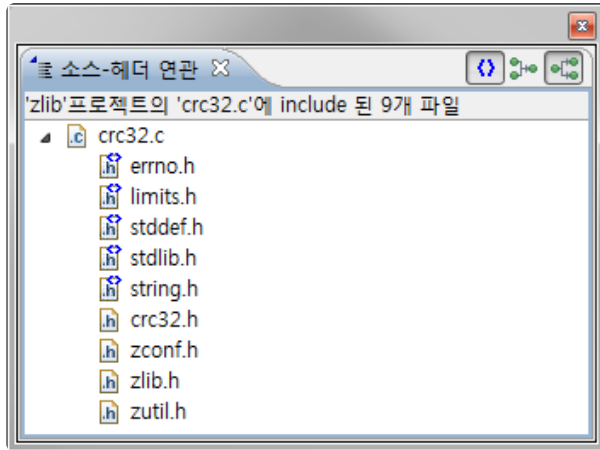 소스-헤더 연관
'zlib'프로젝트의 'crc32.c'에 include 된 9개 파일
crc32.c
errno.h
limits.h
stddef.h
stdlib.h
string.h
crc32.h
zconf.h
zlib.h
zutil.h